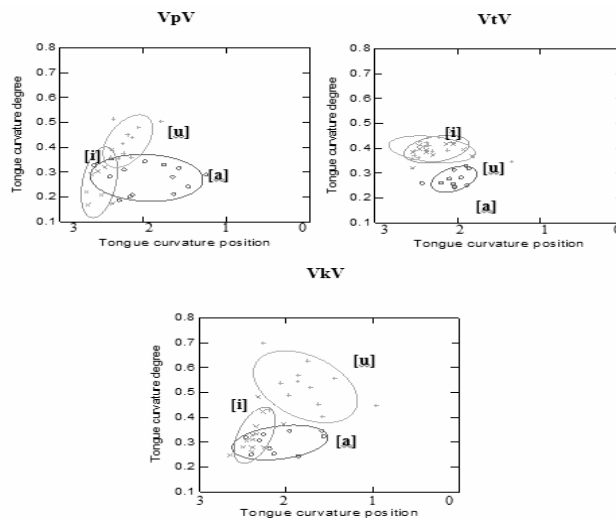 VpV
0.8
0.7
0.6
0.5
0.4
0.3
0.2
0.1
3 2 1 0
Tongue curvature degree
Tongue curvature position
[u]
[i]
[a]
VtV
0.8
0.7
0.6
0.5
0.4
0.3
0.2
0.1
3 2 1 0
Tongue curvature degree
Tongue curvature position
[i]
[u]
[a]
VkV
0.8
0.7
0.6
0.5
0.4
0.3
0.2
0.1
3 2 1 0
Tongue curvature degree
Tongue curvature position
[u]
[i]
[a]